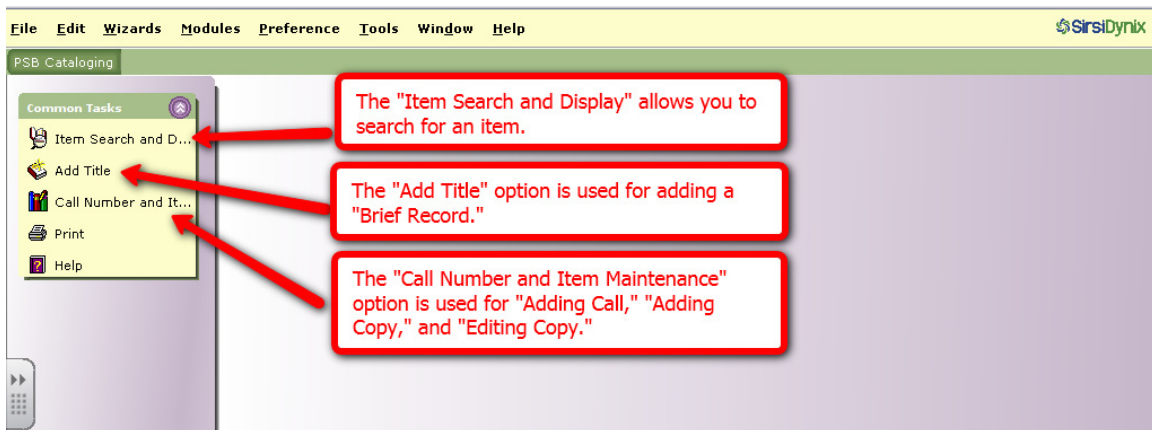 File Edit Wizards Modules Preference Tools Window Help
SirsiDynix
PSB Cataloging
Common Tasks
Item Search and D...
Add Title
Call Number and It...
Print
Help
The "Item Search and Display" allows you to
search for an item.
The "Add Title" option is used for adding a
"Brief Record."
The "Call Number and Item Maintenance"
option is used for "Adding Call," "Adding
Copy," and "Editing Copy."